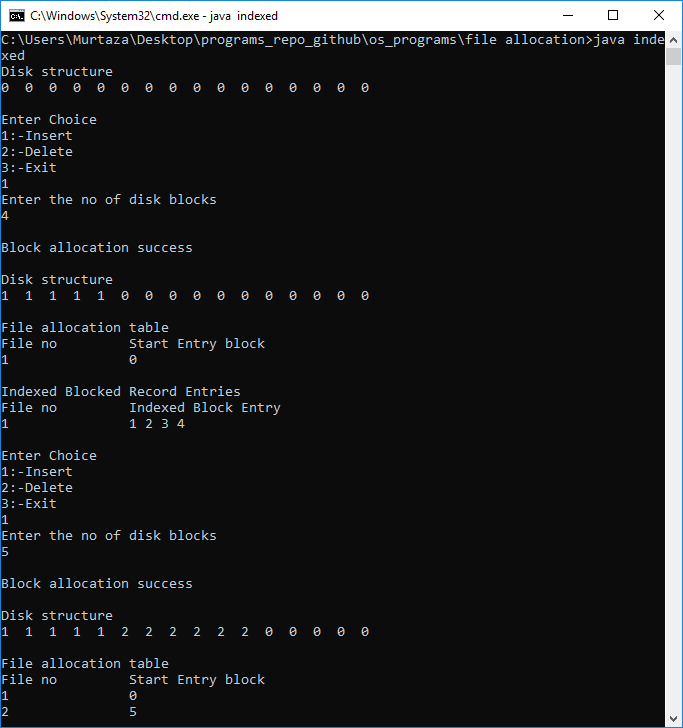 C:\Windows\System32\cmd.exe - java  indexed
C:\Users\Murtaza\Desktop\programs_repo_github\os_programs\file allocation>java inde
xed
Disk structure
0  0  0  0  0  0  0  0  0  0  0  0  0  0  0  0

Enter Choice
1:-Insert
2:-Delete
3:-Exit
1
Enter the no of disk blocks
4

Block allocation success

Disk structure
1  1  1  1  1  0  0  0  0  0  0  0  0  0  0  0

File allocation table
File no         Start Entry block
1               0

Indexed Blocked Record Entries
File no         Indexed Block Entry
1               1 2 3 4

Enter Choice
1:-Insert
2:-Delete
3:-Exit
1
Enter the no of disk blocks
5

Block allocation success

Disk structure
1  1  1  1  1  2  2  2  2  2  2  0  0  0  0  0

File allocation table
File no         Start Entry block
1               0
2               5